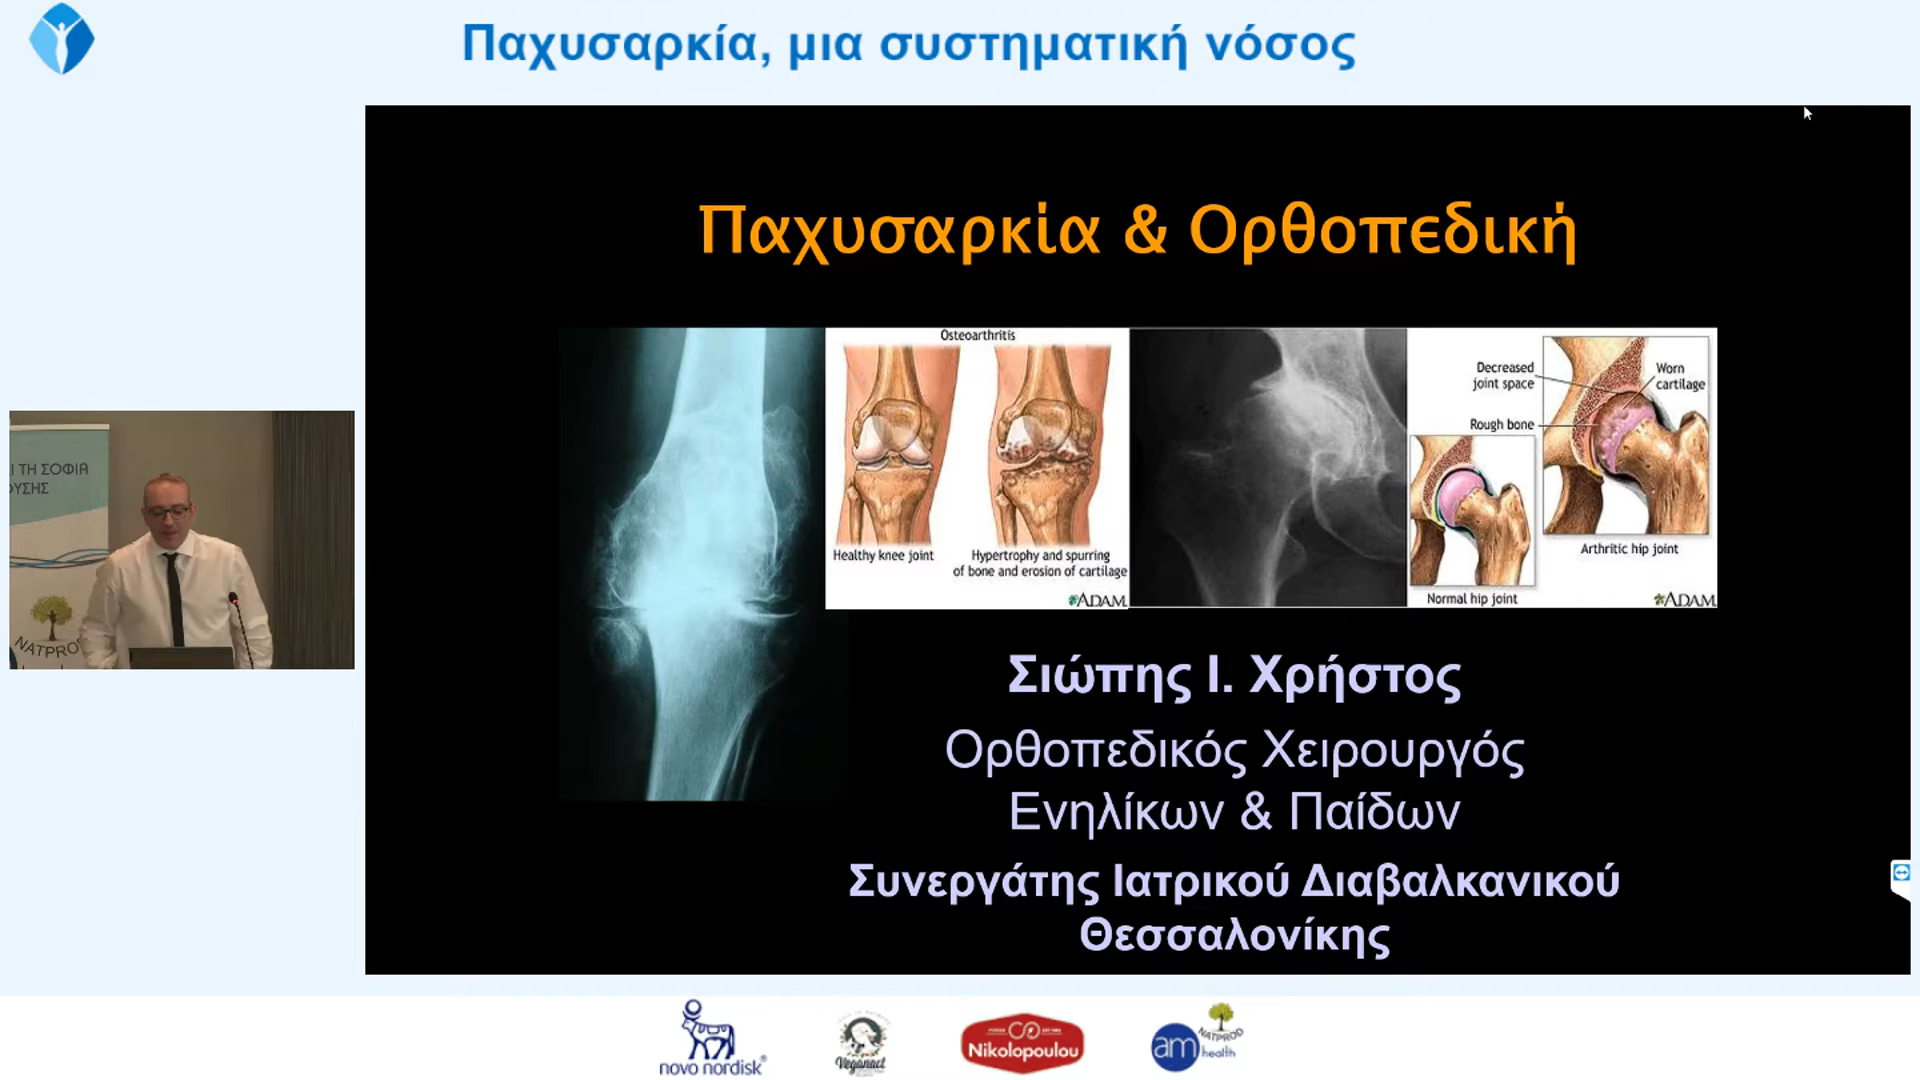 Παχυσαρκία, μια συστηματική νόσος
Παχυσαρκία & Ορθοπεδική
Osteoarthritis
Healthy knee joint
Hypertrophy and spurring
of bone and erosion of cartilage
ADAM
Decreased
joint space
Worn
cartilage
Rough bone
Arthritic hip joint
Normal hip joint
ADAM
Σιώπης Ι. Χρήστος
Ορθοπεδικός Χειρουργός
Ενηλίκων & Παίδων
Συνεργάτης Ιατρικού Διαβαλκανικού
Θεσσαλονίκης
ΤΗ ΣΟΦΙΑ
ΥΣΗΣ
NATPRO
novo nordisk®
Veganact
Nikolopoulou
am
NATPROD
health